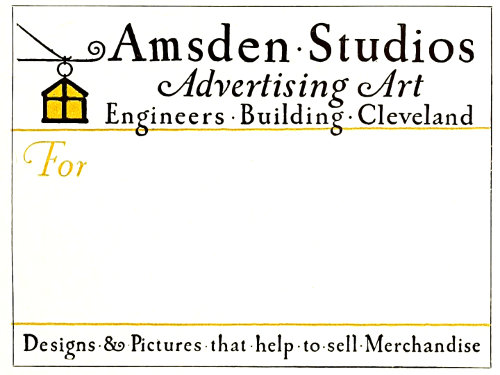 Amsden·Studios
Advertising Art
Engineers·Building·Cleveland
For
Designs·&·Pictures·that·help·to·sell·Merchandise